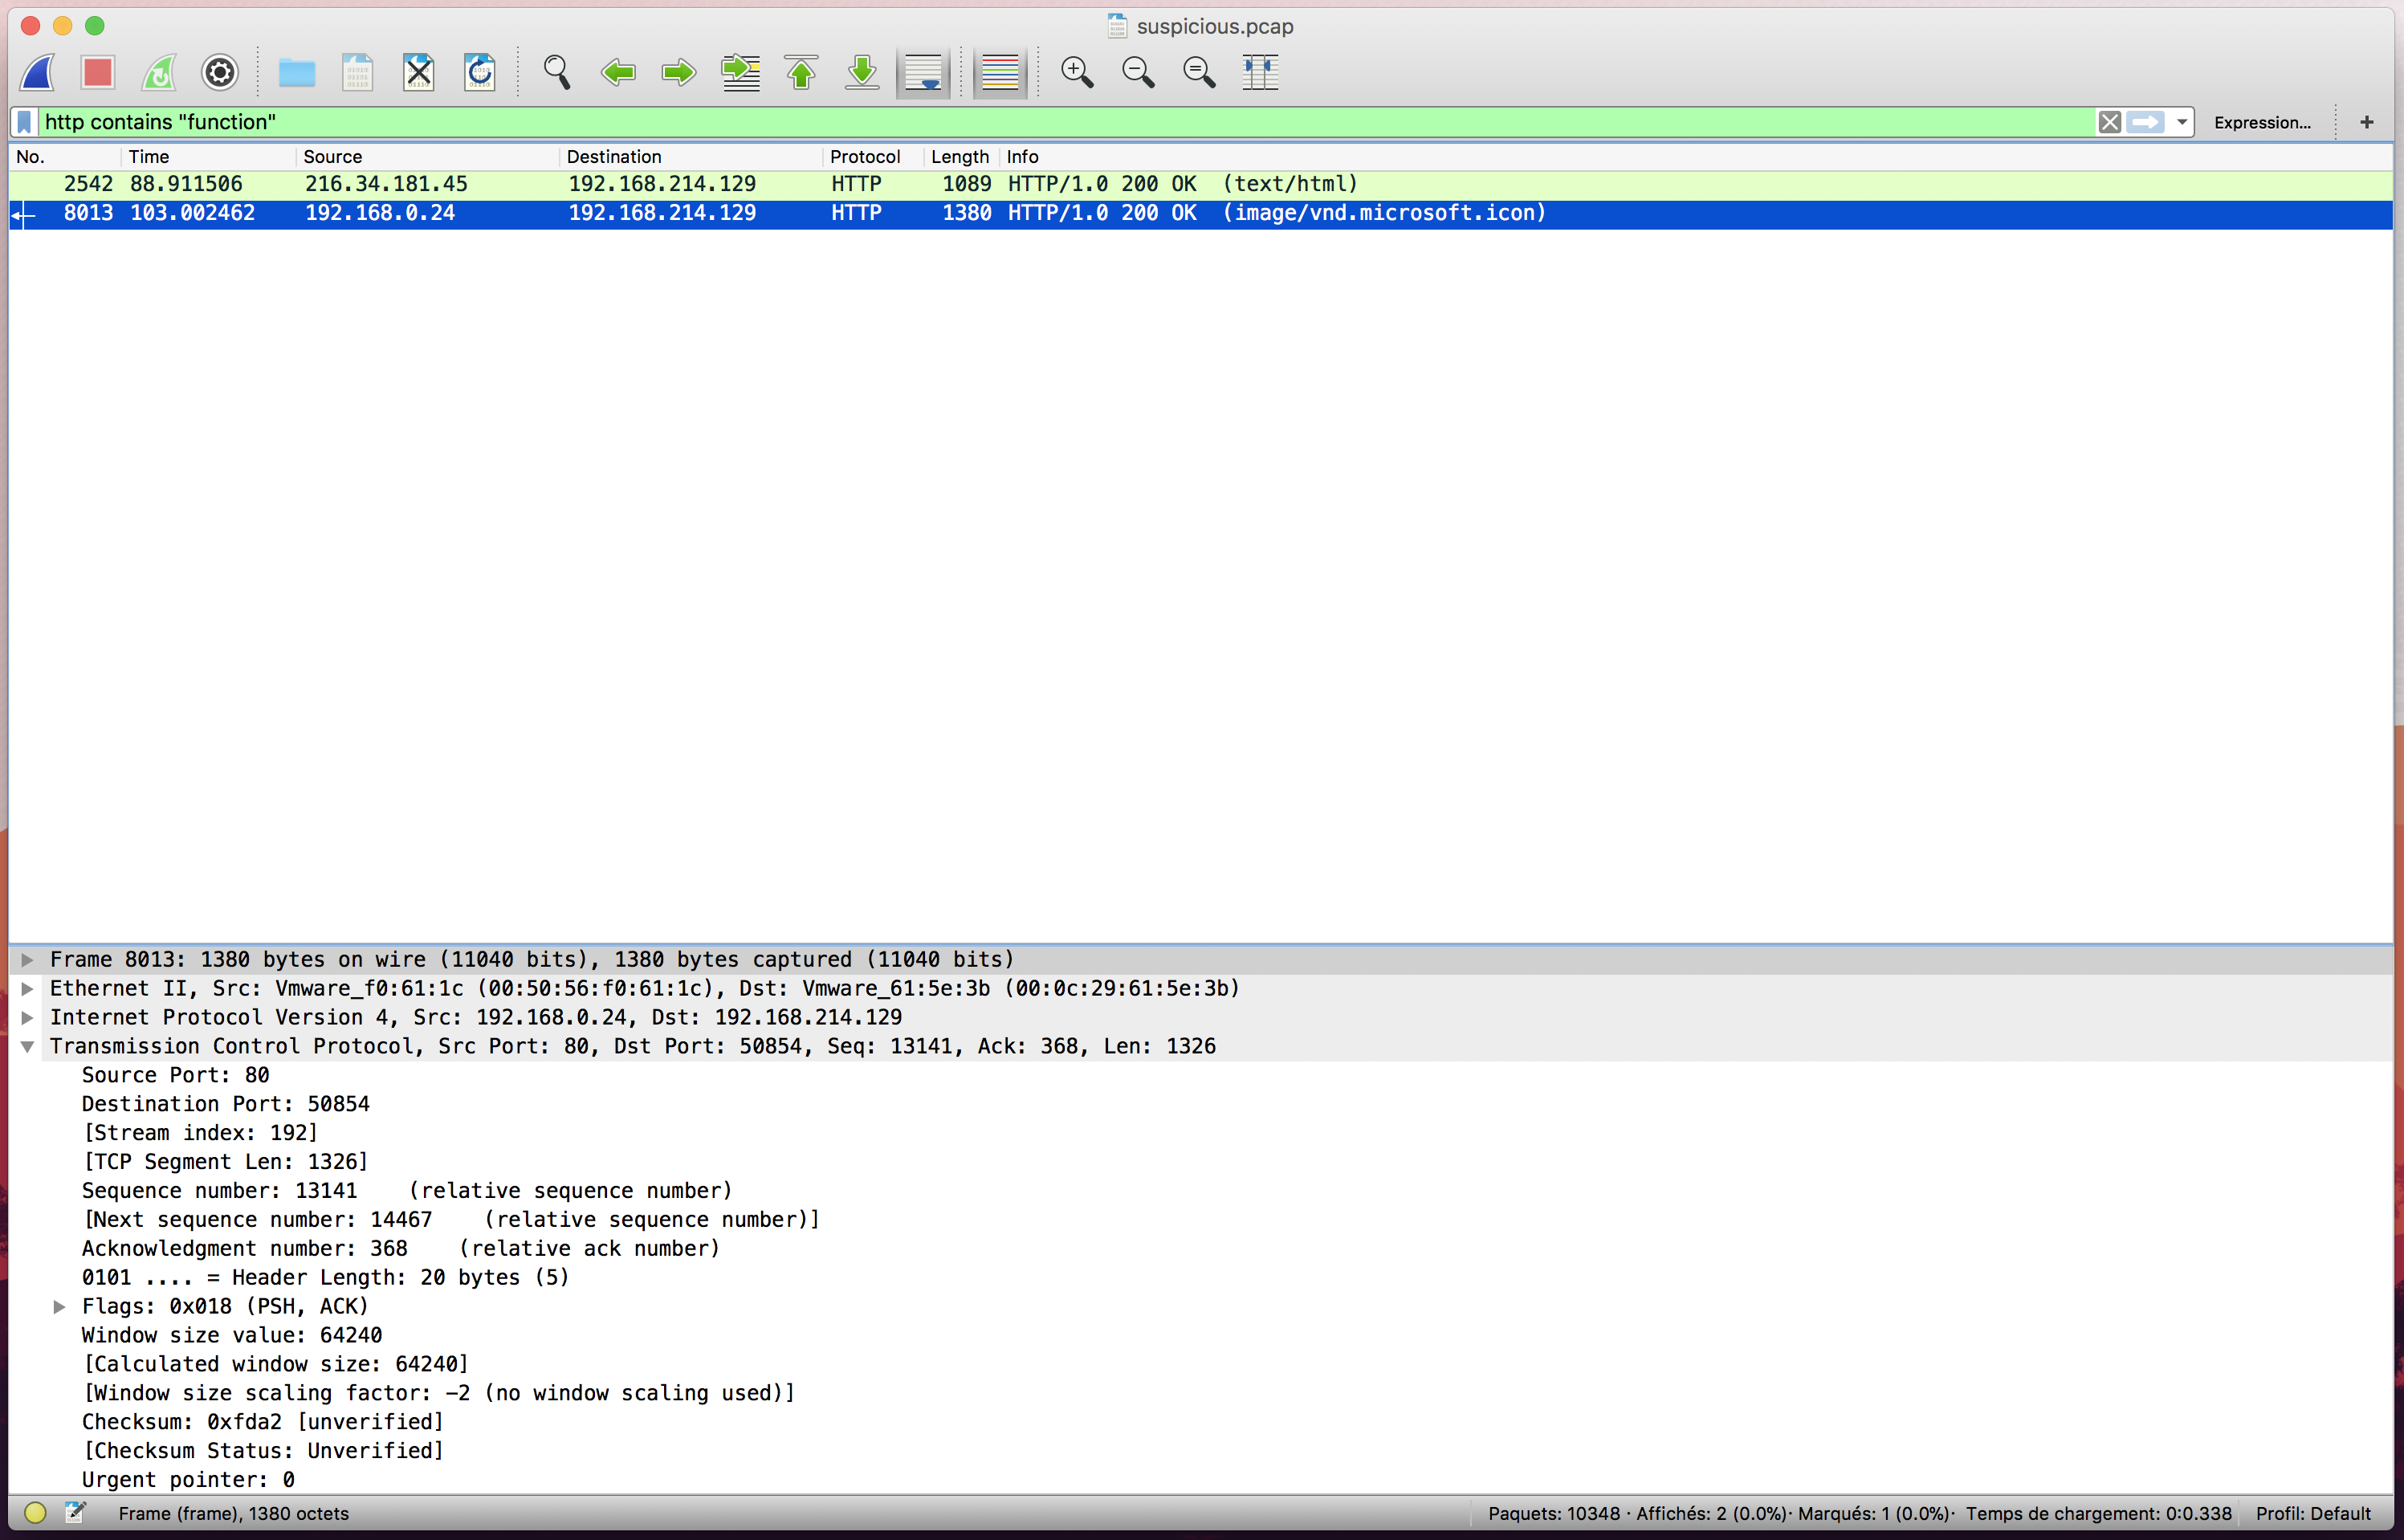 suspicious.pcap
http contains "function"
Expression...
+
No. Time Source Destination Protocol Length Info
2542 88.911506 216.34.181.45 192.168.214.129 HTTP 1089 HTTP/1.0 200 OK (text/html)
8013 103.002462 192.168.0.24 192.168.214.129 HTTP 1380 HTTP/1.0 200 OK (image/vnd.microsoft.icon)
Frame 8013: 1380 bytes on wire (11040 bits), 1380 bytes captured (11040 bits)
Ethernet II, Src: Vmware_f0:61:1c (00:50:56:f0:61:1c), Dst: Vmware_61:5e:3b (00:0c:29:61:5e:3b)
Internet Protocol Version 4, Src: 192.168.0.24, Dst: 192.168.214.129
Transmission Control Protocol, Src Port: 80, Dst Port: 50854, Seq: 13141, Ack: 368, Len: 1326
Source Port: 80
Destination Port: 50854
[Stream index: 192]
[TCP Segment Len: 1326]
Sequence number: 13141 (relative sequence number)
[Next sequence number: 14467 (relative sequence number)]
Acknowledgment number: 368 (relative ack number)
0101 .... = Header Length: 20 bytes (5)
Flags: 0x018 (PSH, ACK)
Window size value: 64240
[Calculated window size: 64240]
[Window size scaling factor: -2 (no window scaling used)]
Checksum: 0xfda2 [unverified]
[Checksum Status: Unverified]
Urgent pointer: 0
Frame (frame), 1380 octets
Paquets: 10348 · Affichés: 2 (0.0%)· Marqués: 1 (0.0%)· Temps de chargement: 0:0.338
Profil: Default